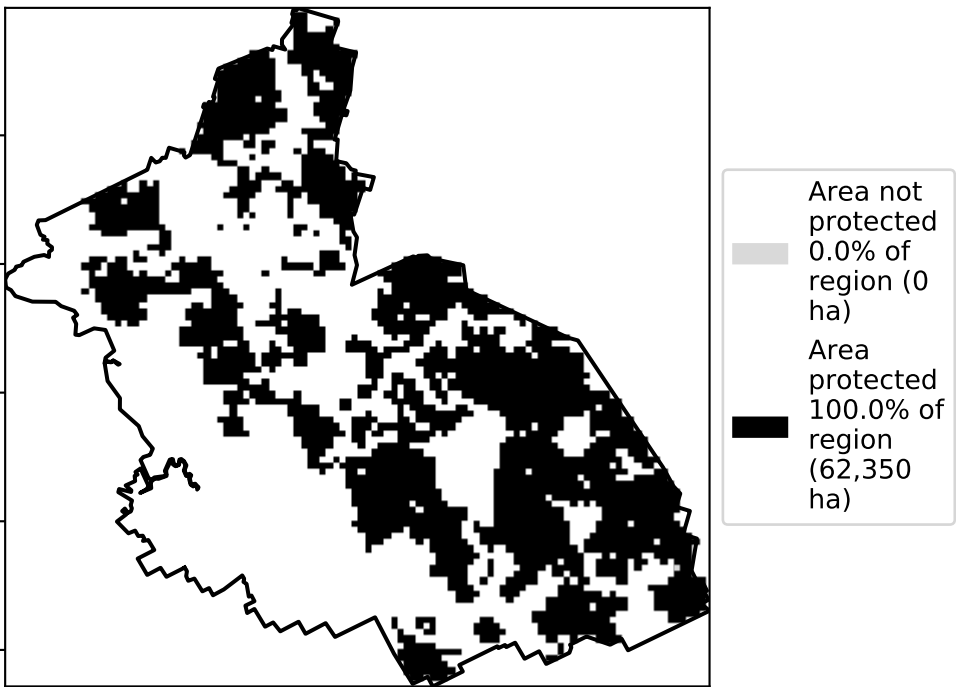 Area not
protected
0.0% of
region (0
ha)
Area
protected
100.0% of
region
(62,350
ha)